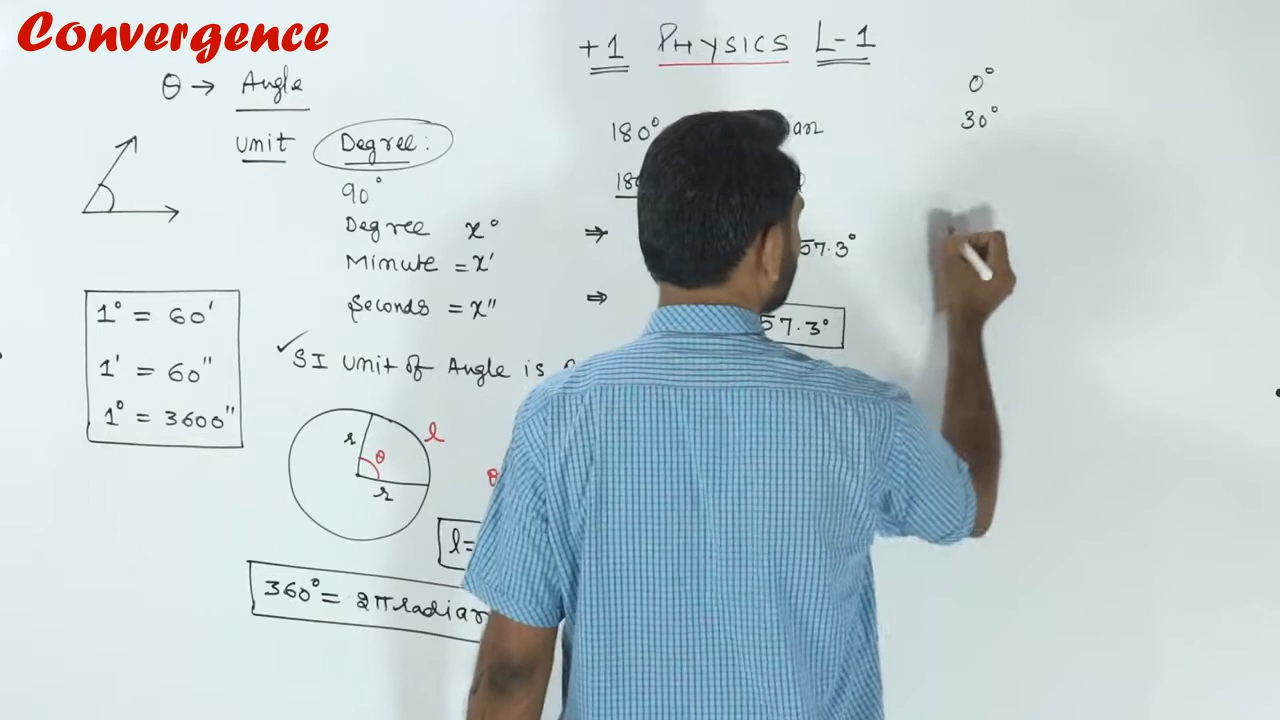 Convergence
+1 PHYSICS L-1
θ → Angle
unit Degree:
90°
Degree x°
Minute = x'
Seconds = x"
1° = 60'
1' = 60"
1° = 3600"
✓ SI unit of Angle is
r
θ
r
l
θ
l=
360° = 2π radian
180°
⇒ 57.3°
⇒ 57.3°
0°
30°